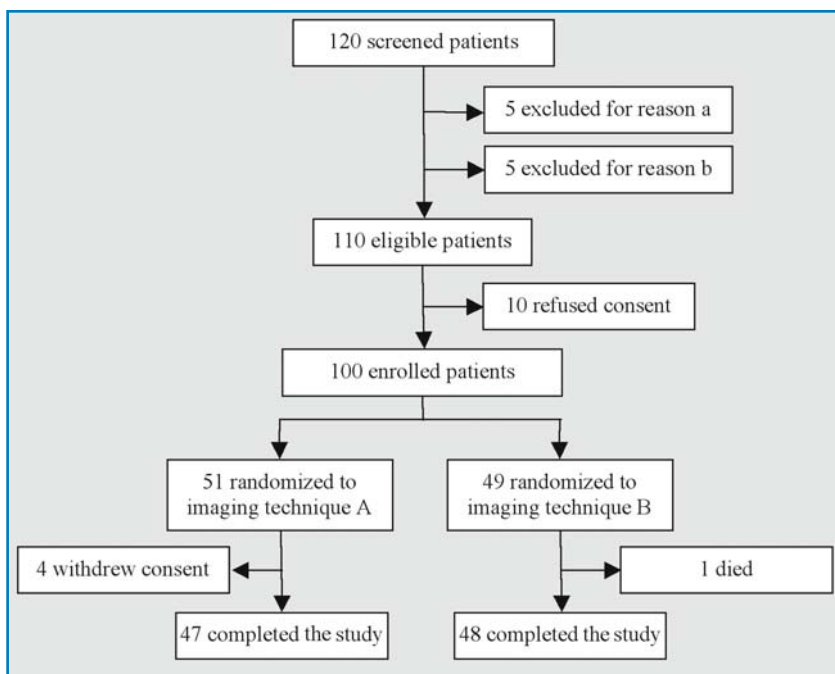 120 screened patients
5 excluded for reason a
5 excluded for reason b
110 eligible patients
10 refused consent
100 enrolled patients
51 randomized to
imaging technique A
49 randomized to
imaging technique B
4 withdrew consent
1 died
47 completed the study
48 completed the study